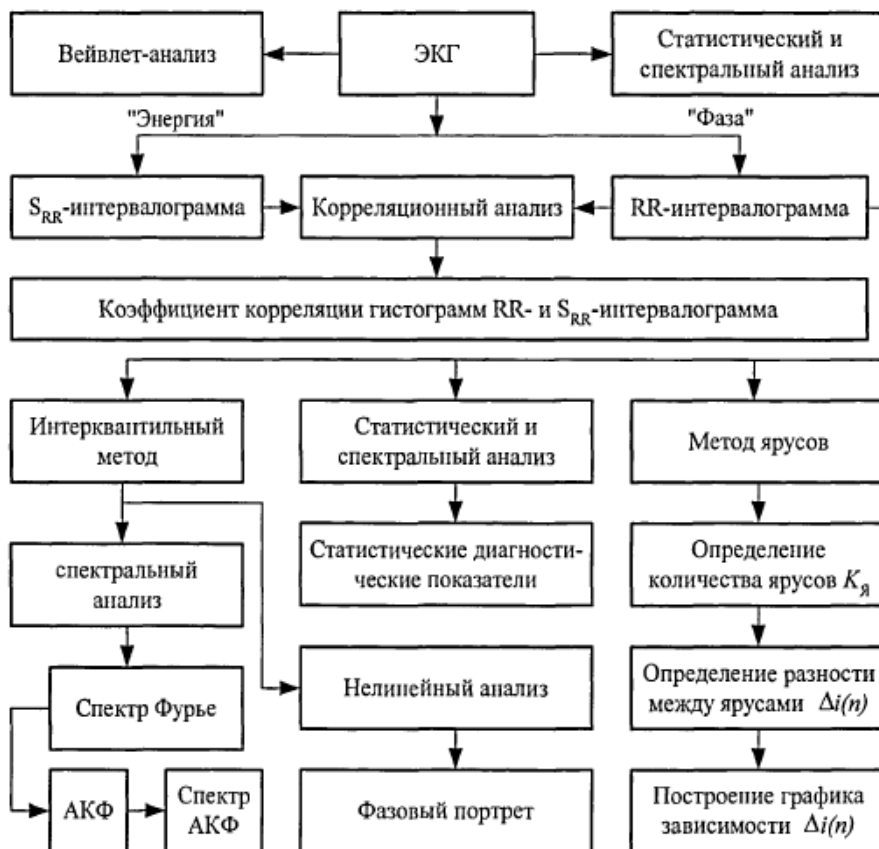 Вейвлет-анализ
ЭКГ
Статистический и
спектральный анализ
"Энергия"
"Фаза"
S_RR-интервалограмма
Корреляционный анализ
RR-интервалограмма
Коэффициент корреляции гистограмм RR- и S_RR-интервалограмма
Интерквантильный
метод
Статистический и
спектральный анализ
Метод ярусов
спектральный
анализ
Статистические диагности-
ческие показатели
Определение
количества ярусов K_Я
Спектр Фурье
Нелинейный анализ
Определение разности
между ярусами Δi(n)
АКФ
Спектр
АКФ
Фазовый портрет
Построение графика
зависимости Δi(n)